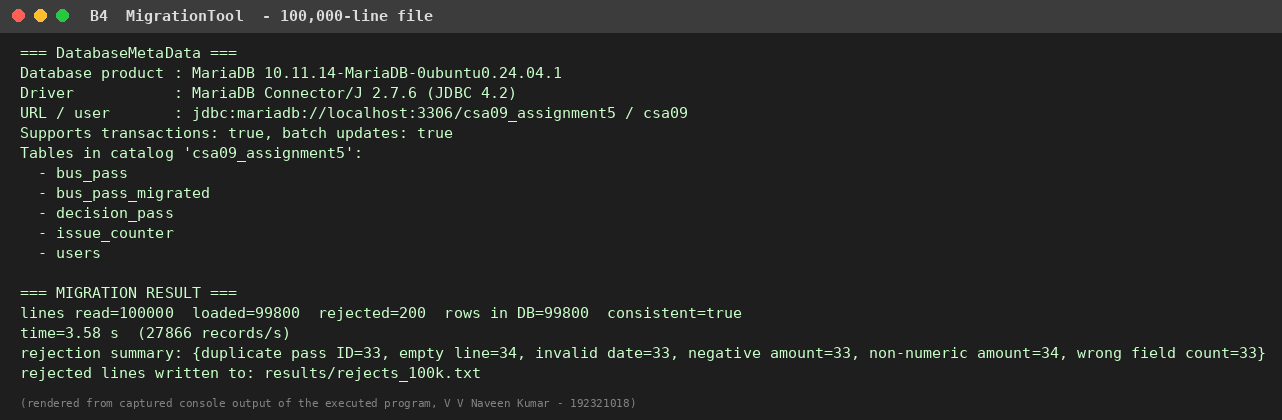 B4  MigrationTool  - 100,000-line file
=== DatabaseMetaData ===
Database product : MariaDB 10.11.14-MariaDB-0ubuntu0.24.04.1
Driver           : MariaDB Connector/J 2.7.6 (JDBC 4.2)
URL / user       : jdbc:mariadb://localhost:3306/csa09_assignment5 / csa09
Supports transactions: true, batch updates: true
Tables in catalog 'csa09_assignment5':
  - bus_pass
  - bus_pass_migrated
  - decision_pass
  - issue_counter
  - users
=== MIGRATION RESULT ===
lines read=100000  loaded=99800  rejected=200  rows in DB=99800  consistent=true
time=3.58 s  (27866 records/s)
rejection summary: {duplicate pass ID=33, empty line=34, invalid date=33, negative amount=33, non-numeric amount=34, wrong field count=33}
rejected lines written to: results/rejects_100k.txt
(rendered from captured console output of the executed program, V V Naveen Kumar - 192321018)